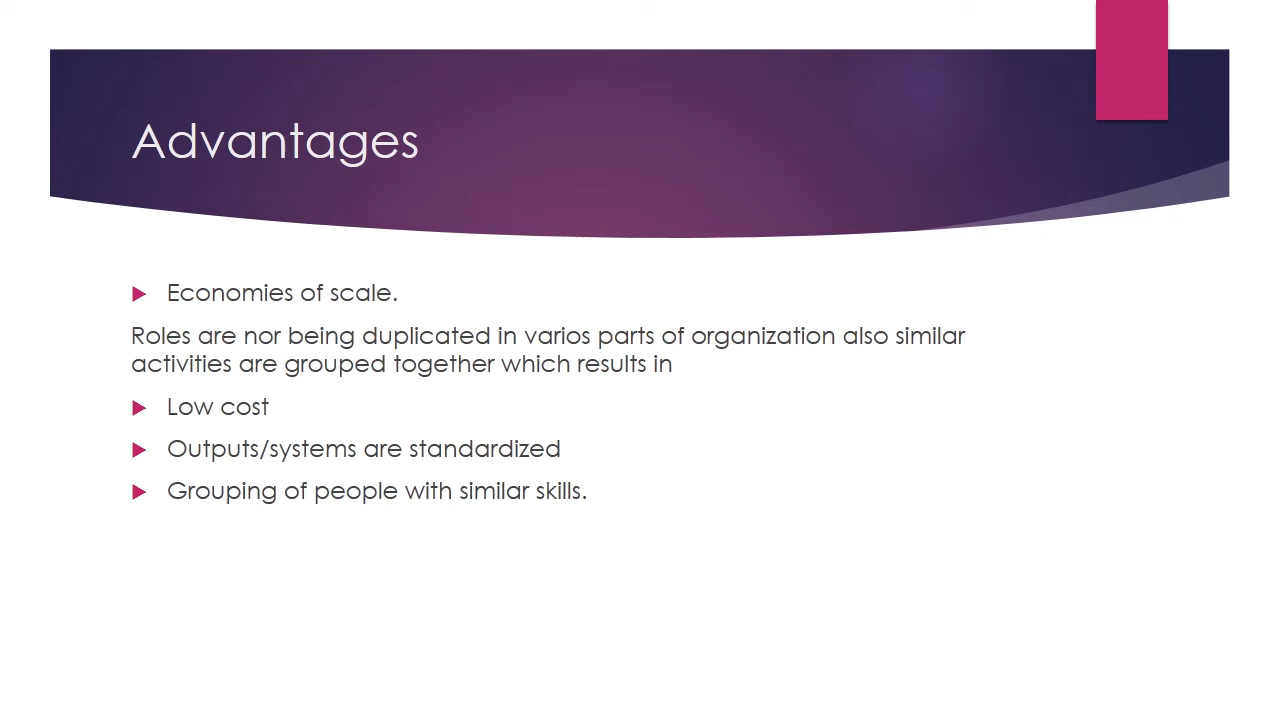 Advantages
Economies of scale.
Roles are nor being duplicated in varios parts of organization also similar
activities are grouped together which results in
Low cost
Outputs/systems are standardized
Grouping of people with similar skills.